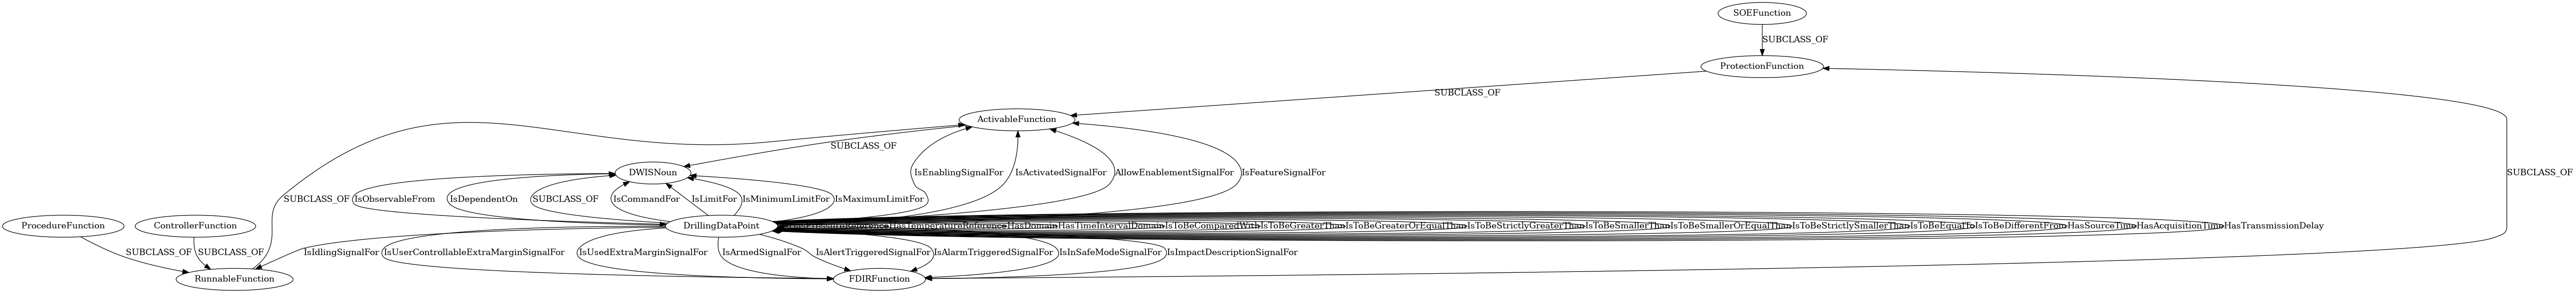 SOEFunction
SUBCLASS_OF
ProtectionFunction
SUBCLASS_OF
ActivableFunction
SUBCLASS_OF
DWISNoun
IsEnablingSignalFor
IsActivatedSignalFor
AllowEnablementSignalFor
IsFeatureSignalFor
SUBCLASS_OF
SUBCLASS_OF
IsObservableFrom
IsDependentOn
SUBCLASS_OF
IsCommandFor
IsLimitFor
IsMinimumLimitFor
IsMaximumLimitFor
ProcedureFunction
ControllerFunction
DrillingDataPoint
HasTemperatureReference
HasDomain
HasTimeIntervalDomain
IsToBeComparedWith
IsToBeGreaterThan
IsToBeGreaterOrEqualThan
IsToBeStrictlyGreaterThan
IsToBeSmallerThan
IsToBeSmallerOrEqualThan
IsToBeStrictlySmallerThan
IsToBeEqualTo
IsToBeDifferentFrom
HasSourceTime
HasAcquisitionTime
HasTransmissionDelay
SUBCLASS_OF
SUBCLASS_OF
IsIdlingSignalFor
IsUserControllableExtraMarginSignalFor
IsUsedExtraMarginSignalFor
IsArmedSignalFor
IsAlertTriggeredSignalFor
IsAlarmTriggeredSignalFor
IsInSafeModeSignalFor
IsImpactDescriptionSignalFor
RunnableFunction
FDIRFunction